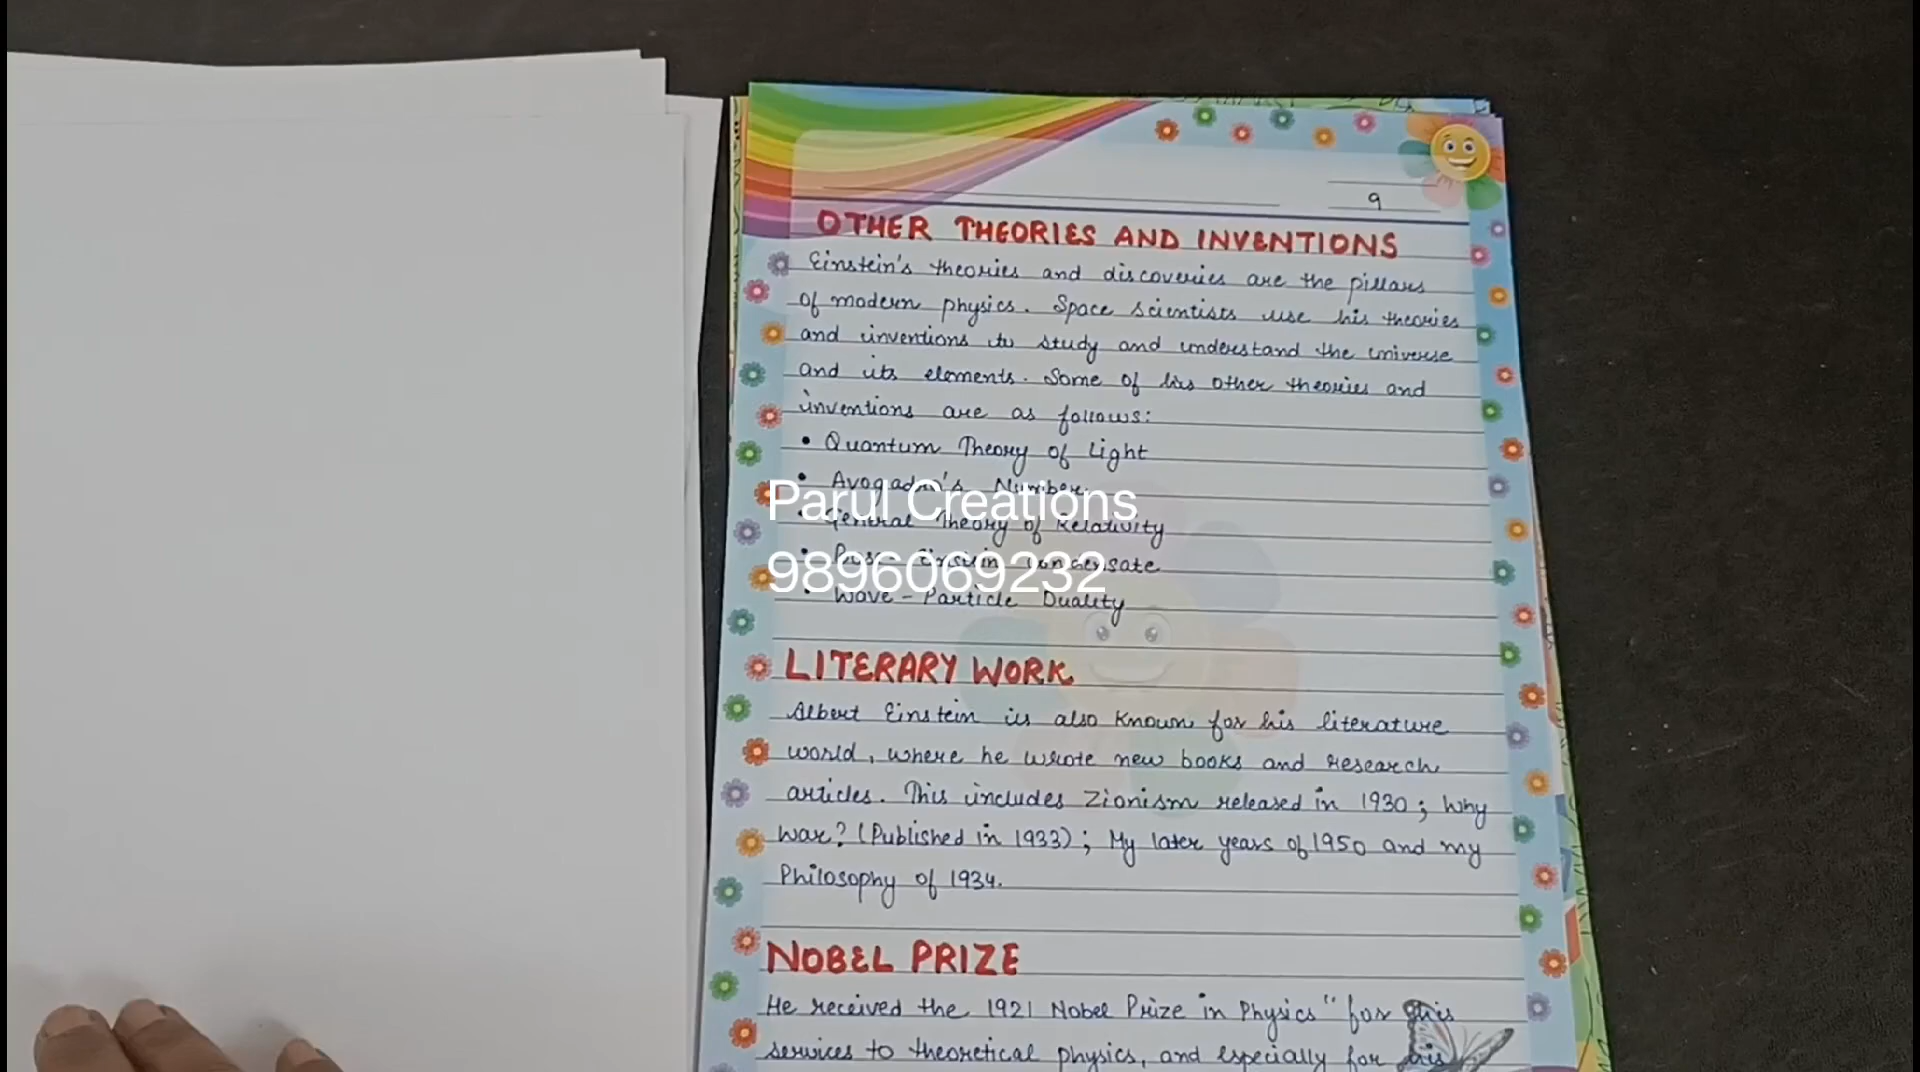 9
OTHER THEORIES AND INVENTIONS
Einstein's theories and discoveries are the pillars
of modern physics. Space scientists use his theories
and inventions to study and understand the universe
and its elements. Some of his other theories and
inventions are as follows:
• Quantum Theory of Light
• Avogadro's Number
Parul Creations
• General Theory of Relativity
• Bose-Einstein Condensate
9896069232
• Wave-Particle Duality
LITERARY WORK
Albert Einstein is also known for his literature
world, where he wrote new books and research
articles. This includes Zionism released in 1930; Why
War? (Published in 1933); My later years of 1950 and my
Philosophy of 1934.
NOBEL PRIZE
He received the 1921 Nobel Prize in Physics "for his
services to theoretical physics, and especially for his